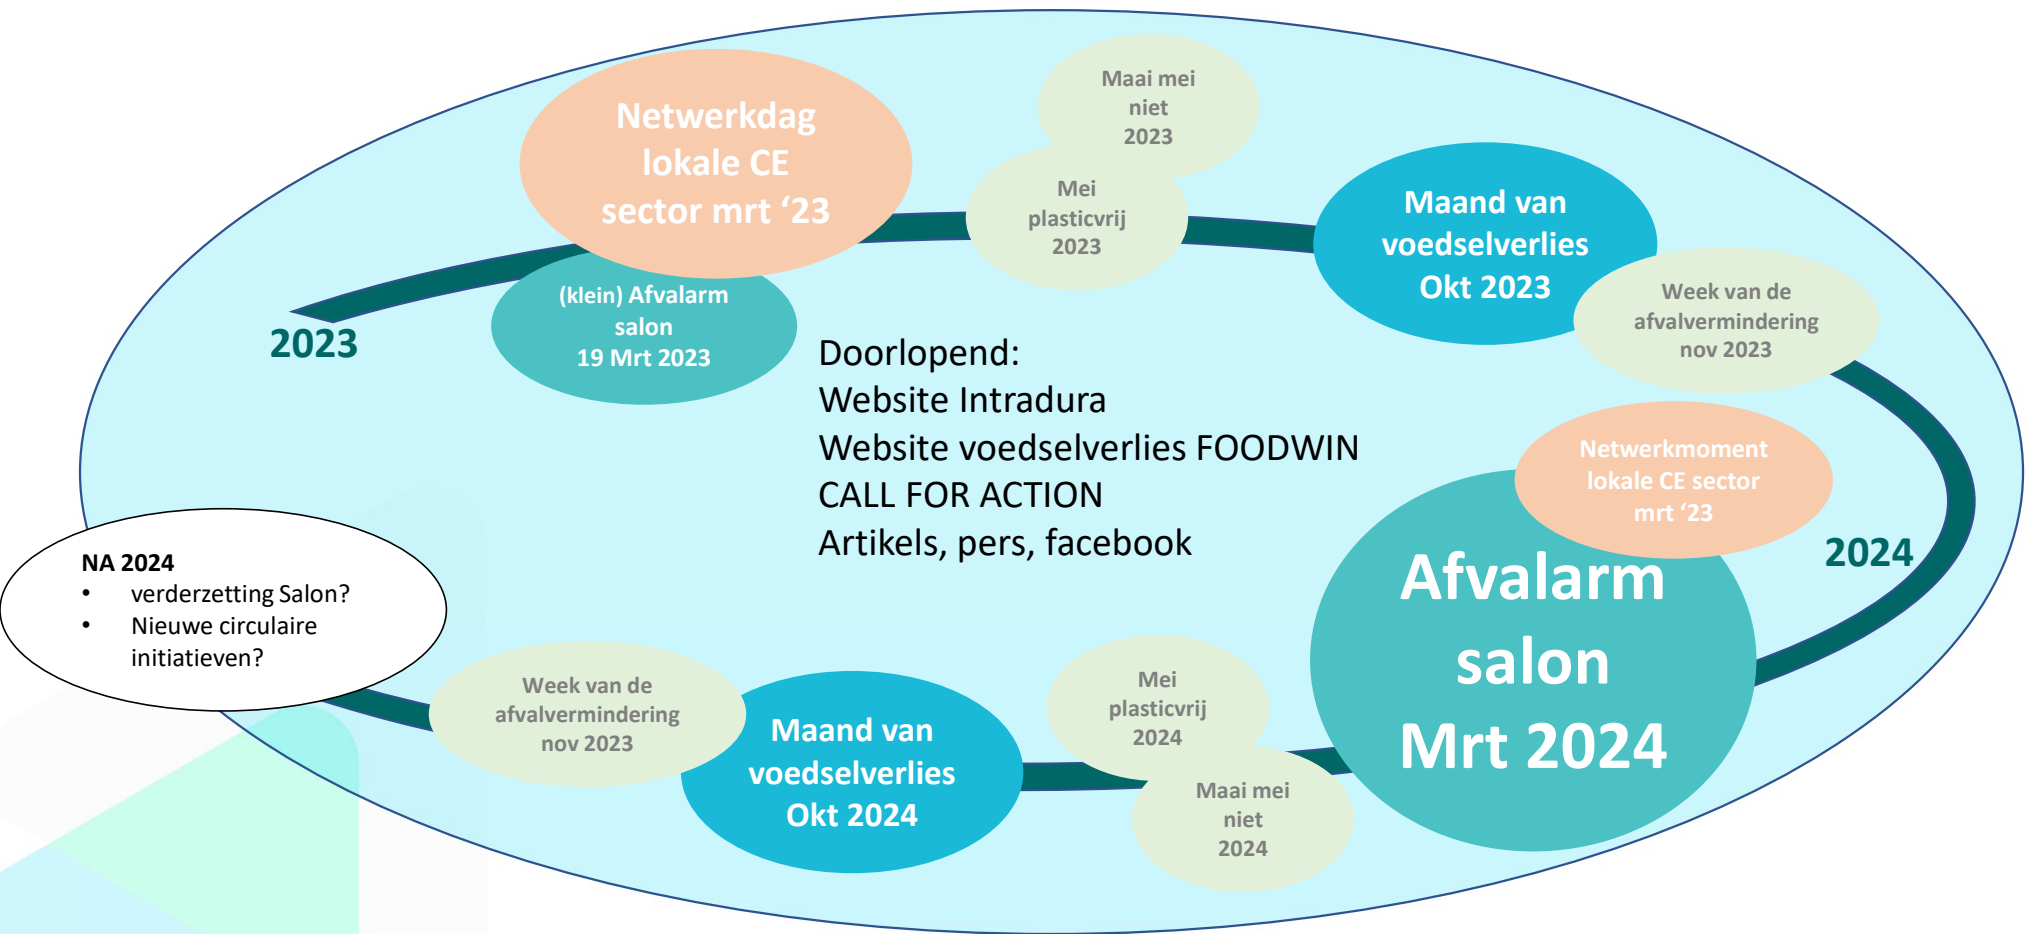 Netwerkdag
lokale CE
sector mrt ‘23
Maai mei
niet
2023
Mei
plasticvrij
2023
Maand van
voedselverlies
Okt 2023
Week van de
afvalvermindering
nov 2023
2023
(klein) Afvalarm
salon
19 Mrt 2023
Doorlopend:
Website Intradura
Website voedselverlies FOODWIN
CALL FOR ACTION
Artikels, pers, facebook
Netwerkmoment
lokale CE sector
mrt ‘23
2024
Afvalarm
salon
Mrt 2024
NA 2024
• verderzetting Salon?
• Nieuwe circulaire
initiatieven?
Week van de
afvalvermindering
nov 2023
Maand van
voedselverlies
Okt 2024
Mei
plasticvrij
2024
Maai mei
niet
2024